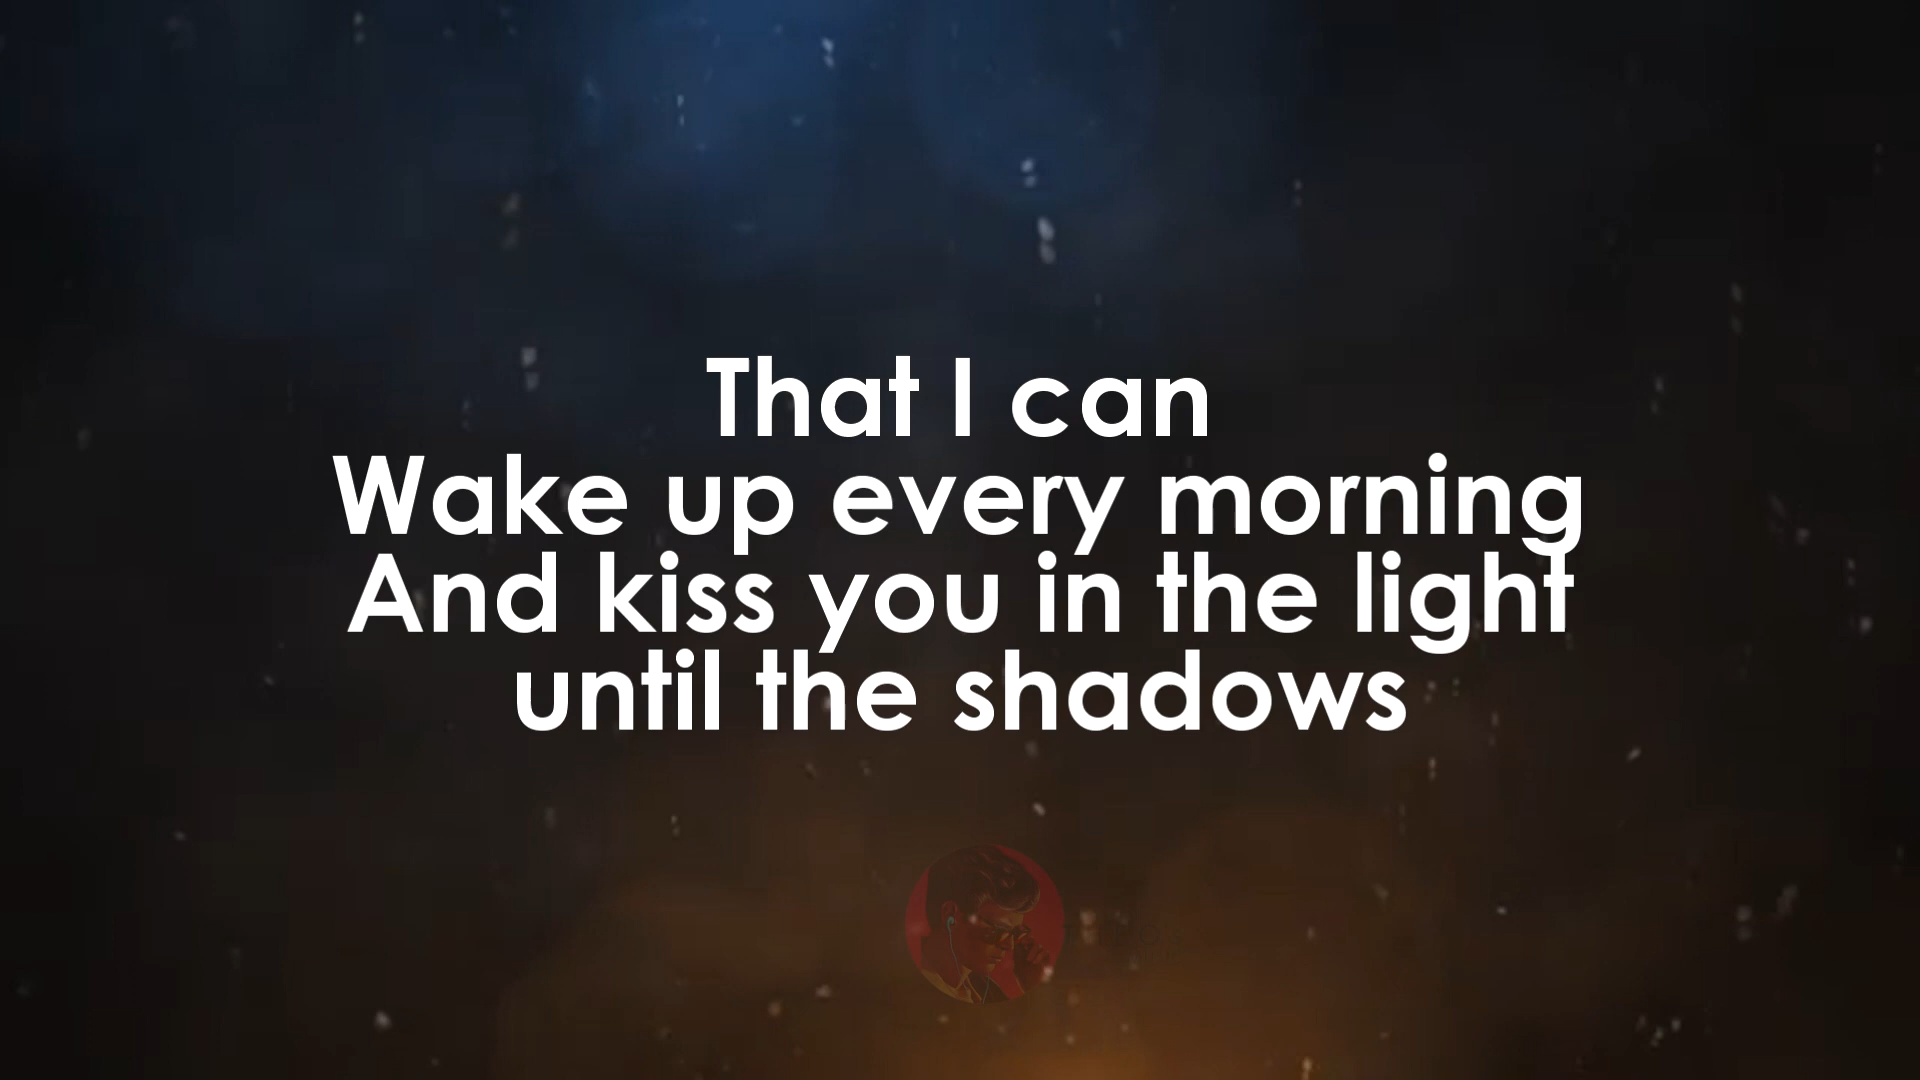 That I can
Wake up every morning
And kiss you in the light
until the shadows